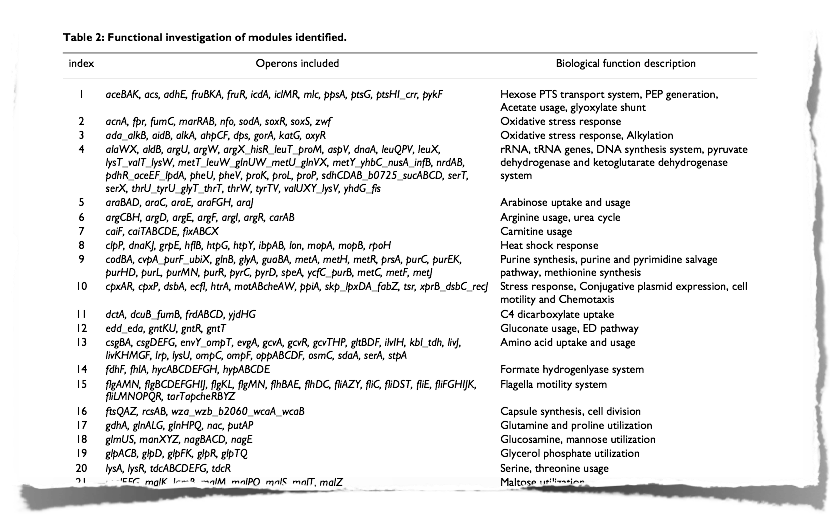 Table 2: Functional investigation of modules identified.
index Operons included Biological function description
1 aceBAK, acs, adhE, fruBKA, fruR, icdA, iclMR, mlc, ppsA, ptsG, ptsHI_crr, pykF Hexose PTS transport system, PEP generation,
Acetate usage, glyoxylate shunt
2 acnA, fpr, fumC, marRAB, nfo, sodA, soxR, soxS, zwf Oxidative stress response
3 ada_alkB, aidB, alkA, ahpCF, dps, gorA, katG, oxyR Oxidative stress response, Alkylation
4 alaWX, aldB, argU, argW, argX_hisR_leuT_proM, aspV, dnaA, leuQPV, leuX, rRNA, tRNA genes, DNA synthesis system, pyruvate
lysT_valT_lysW, metT_leuW_glnUW_metU_glnVX, metY_yhbC_nusA_infB, nrdAB, dehydrogenase and ketoglutarate dehydrogenase
pdhR_aceEF_lpdA, pheU, pheV, proK, proL, proP, sdhCDAB_b0725_sucABCD, serT, system
serX, thrU_tyrU_glyT_thrT, thrW, tyrTV, valUXY_lysV, yhdG_fis
5 araBAD, araC, araE, araFGH, araJ Arabinose uptake and usage
6 argCBH, argD, argE, argF, argI, argR, carAB Arginine usage, urea cycle
7 caiF, caiTABCDE, fixABCX Carnitine usage
8 clpP, dnaKJ, grpE, hflB, htpG, htpY, ibpAB, lon, mopA, mopB, rpoH Heat shock response
9 codBA, cvpA_purF_ubiX, glnB, glyA, guaBA, metA, metH, metR, prsA, purC, purEK, Purine synthesis, purine and pyrimidine salvage
purHD, purL, purMN, purR, pyrC, pyrD, speA, ycfC_purB, metC, metF, metJ pathway, methionine synthesis
10 cpxAR, cpxP, dsbA, ecfI, htrA, motABcheAW, ppiA, skp_lpxDA_fabZ, tsr, xprB_dsbC_recJ Stress response, Conjugative plasmid expression, cell
motility and Chemotaxis
11 dctA, dcuB_fumB, frdABCD, yjdHG C4 dicarboxylate uptake
12 edd_eda, gntKU, gntR, gntT Gluconate usage, ED pathway
13 csgBA, csgDEFG, envY_ompT, evgA, gcvA, gcvR, gcvTHP, gltBDF, ilvIH, kbl_tdh, livJ, Amino acid uptake and usage
livKHMGF, lrp, lysU, ompC, ompF, oppABCDF, osmC, sdaA, serA, stpA
14 fdhF, fhlA, hycABCDEFGH, hypABCDE Formate hydrogenlyase system
15 flgAMN, flgBCDEFGHIJ, flgKL, flgMN, flhBAE, flhDC, fliAZY, fliC, fliDST, fliE, fliFGHIJK, Flagella motility system
fliLMNOPQR, tarTapcheRBYZ
16 ftsQAZ, rcsAB, wza_wzb_b2060_wcaA_wcaB Capsule synthesis, cell division
17 gdhA, glnALG, glnHPQ, nac, putAP Glutamine and proline utilization
18 glmUS, manXYZ, nagBACD, nagE Glucosamine, mannose utilization
19 glpACB, glpD, glpFK, glpR, glpTQ Glycerol phosphate utilization
20 lysA, lysR, tdcABCDEFG, tdcR Serine, threonine usage
21 malK, malM, malPQ, malS, malT, malZ Maltose utilization